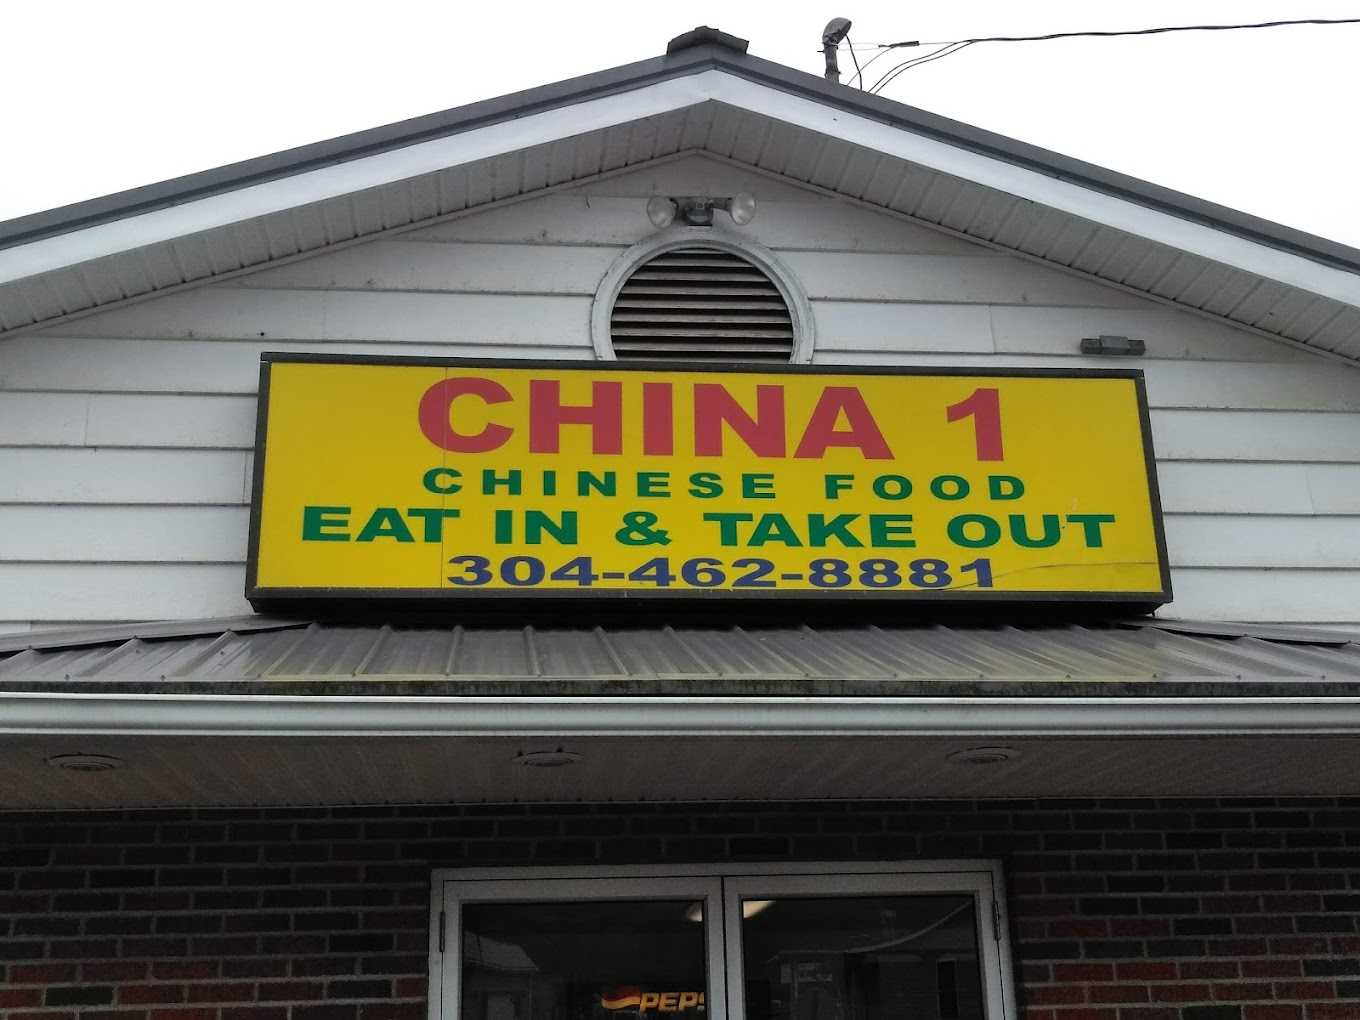 CHINA 1
CHINESE FOOD
EAT IN & TAKE OUT
304-462-8881